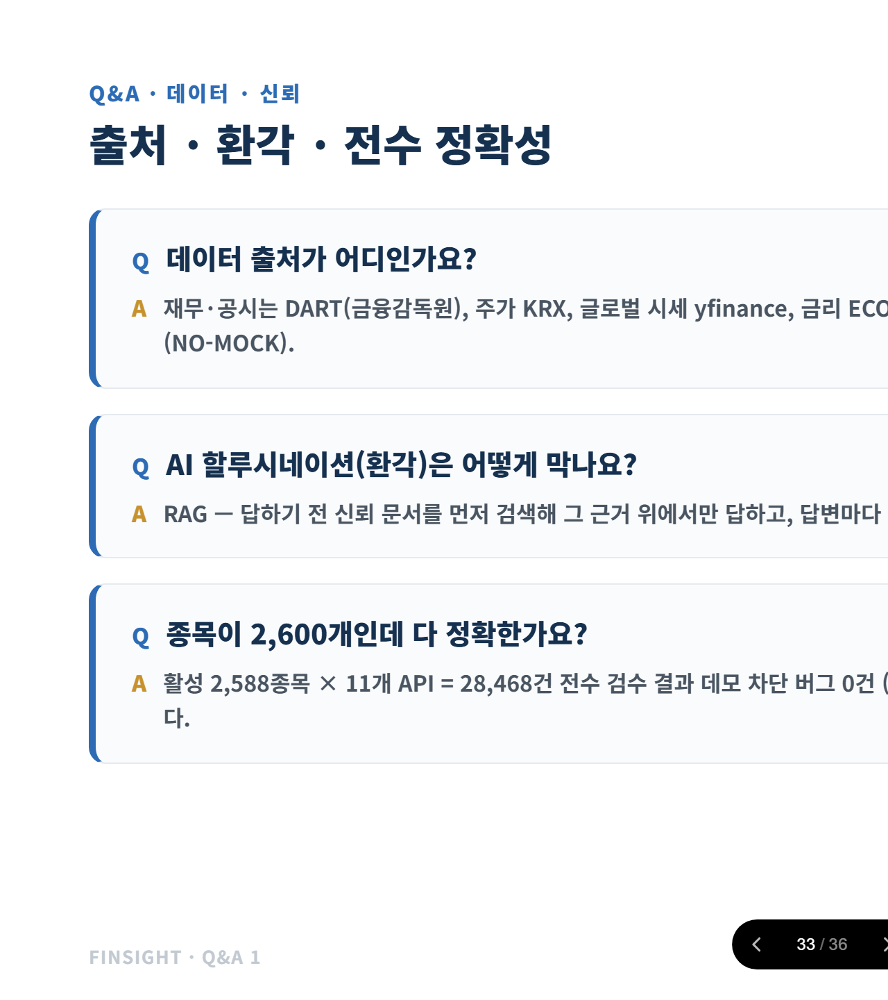 Q&A · 데이터 · 신뢰
출처 · 환각 · 전수 정확성
Q 데이터 출처가 어디인가요?
A 재무·공시는 DART(금융감독원), 주가 KRX, 글로벌 시세 yfinance, 금리 ECO
(NO-MOCK).
Q AI 할루시네이션(환각)은 어떻게 막나요?
A RAG — 답하기 전 신뢰 문서를 먼저 검색해 그 근거 위에서만 답하고, 답변마다
Q 종목이 2,600개인데 다 정확한가요?
A 활성 2,588종목 × 11개 API = 28,468건 전수 검수 결과 데모 차단 버그 0건 (
다.
FINSIGHT · Q&A 1
33 / 36